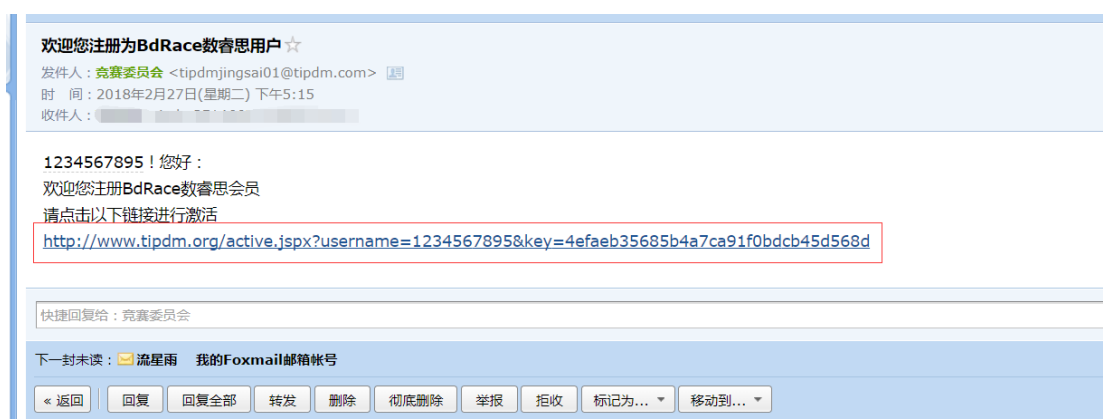 欢迎您注册为BdRace数睿思用户☆
发件人：竞赛委员会 <tipdmjingsai01@tipdm.com>
时 间：2018年2月27日(星期二) 下午5:15
收件人：
1234567895！您好：
欢迎您注册BdRace数睿思会员
请点击以下链接进行激活
http://www.tipdm.org/active.jspx?username=1234567895&key=4efaeb35685b4a7ca91f0bdcb45d568d
快捷回复给：竞赛委员会
下一封未读： 流星雨 我的Foxmail邮箱帐号
« 返回 回复 回复全部 转发 删除 彻底删除 举报 拒收 标记为... 移动到...